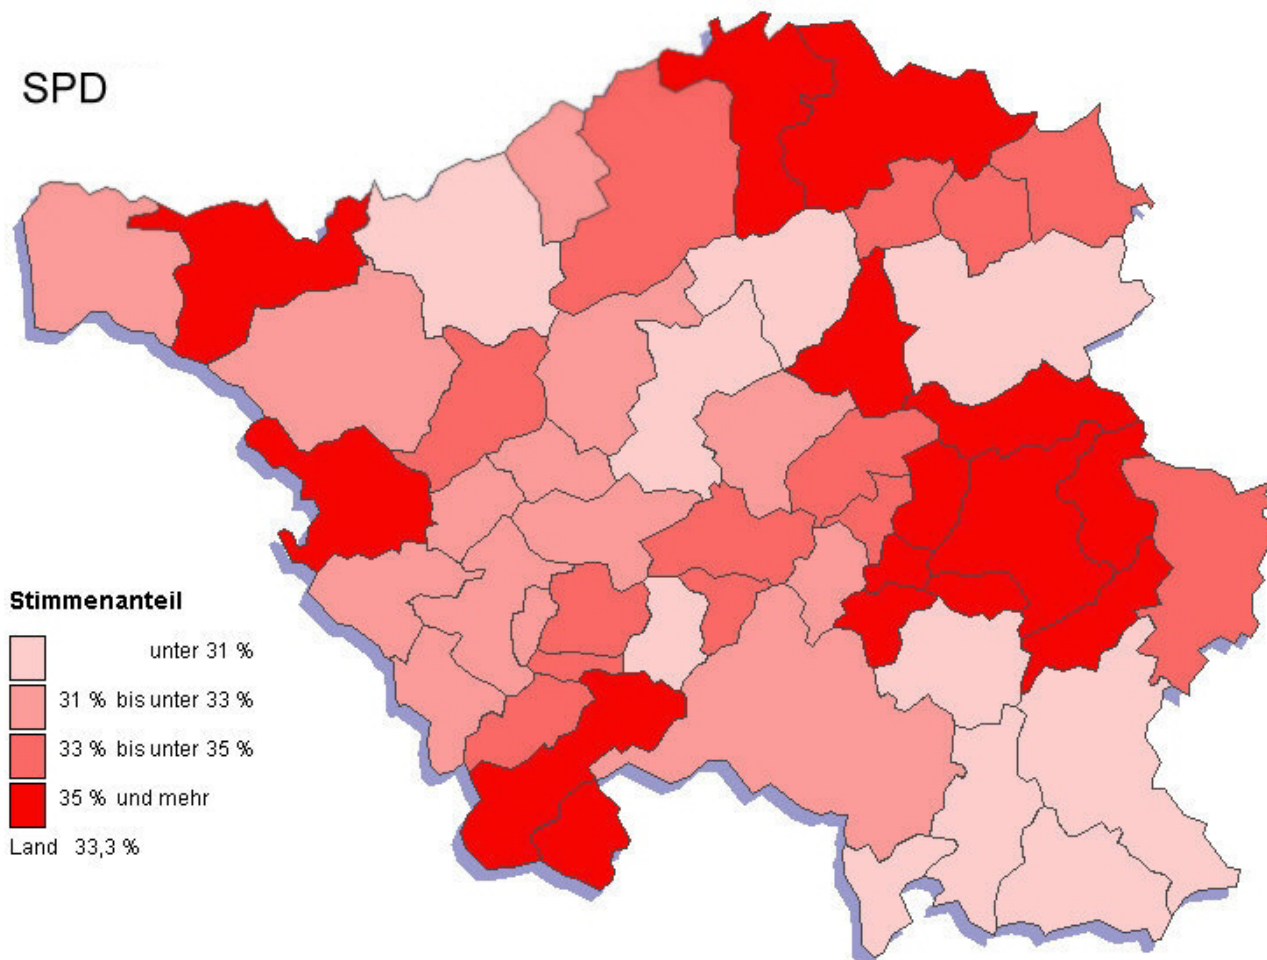 SPD
Stimmenanteil
unter 31 %
31 % bis unter 33 %
33 % bis unter 35 %
35 % und mehr
Land 33,3 %